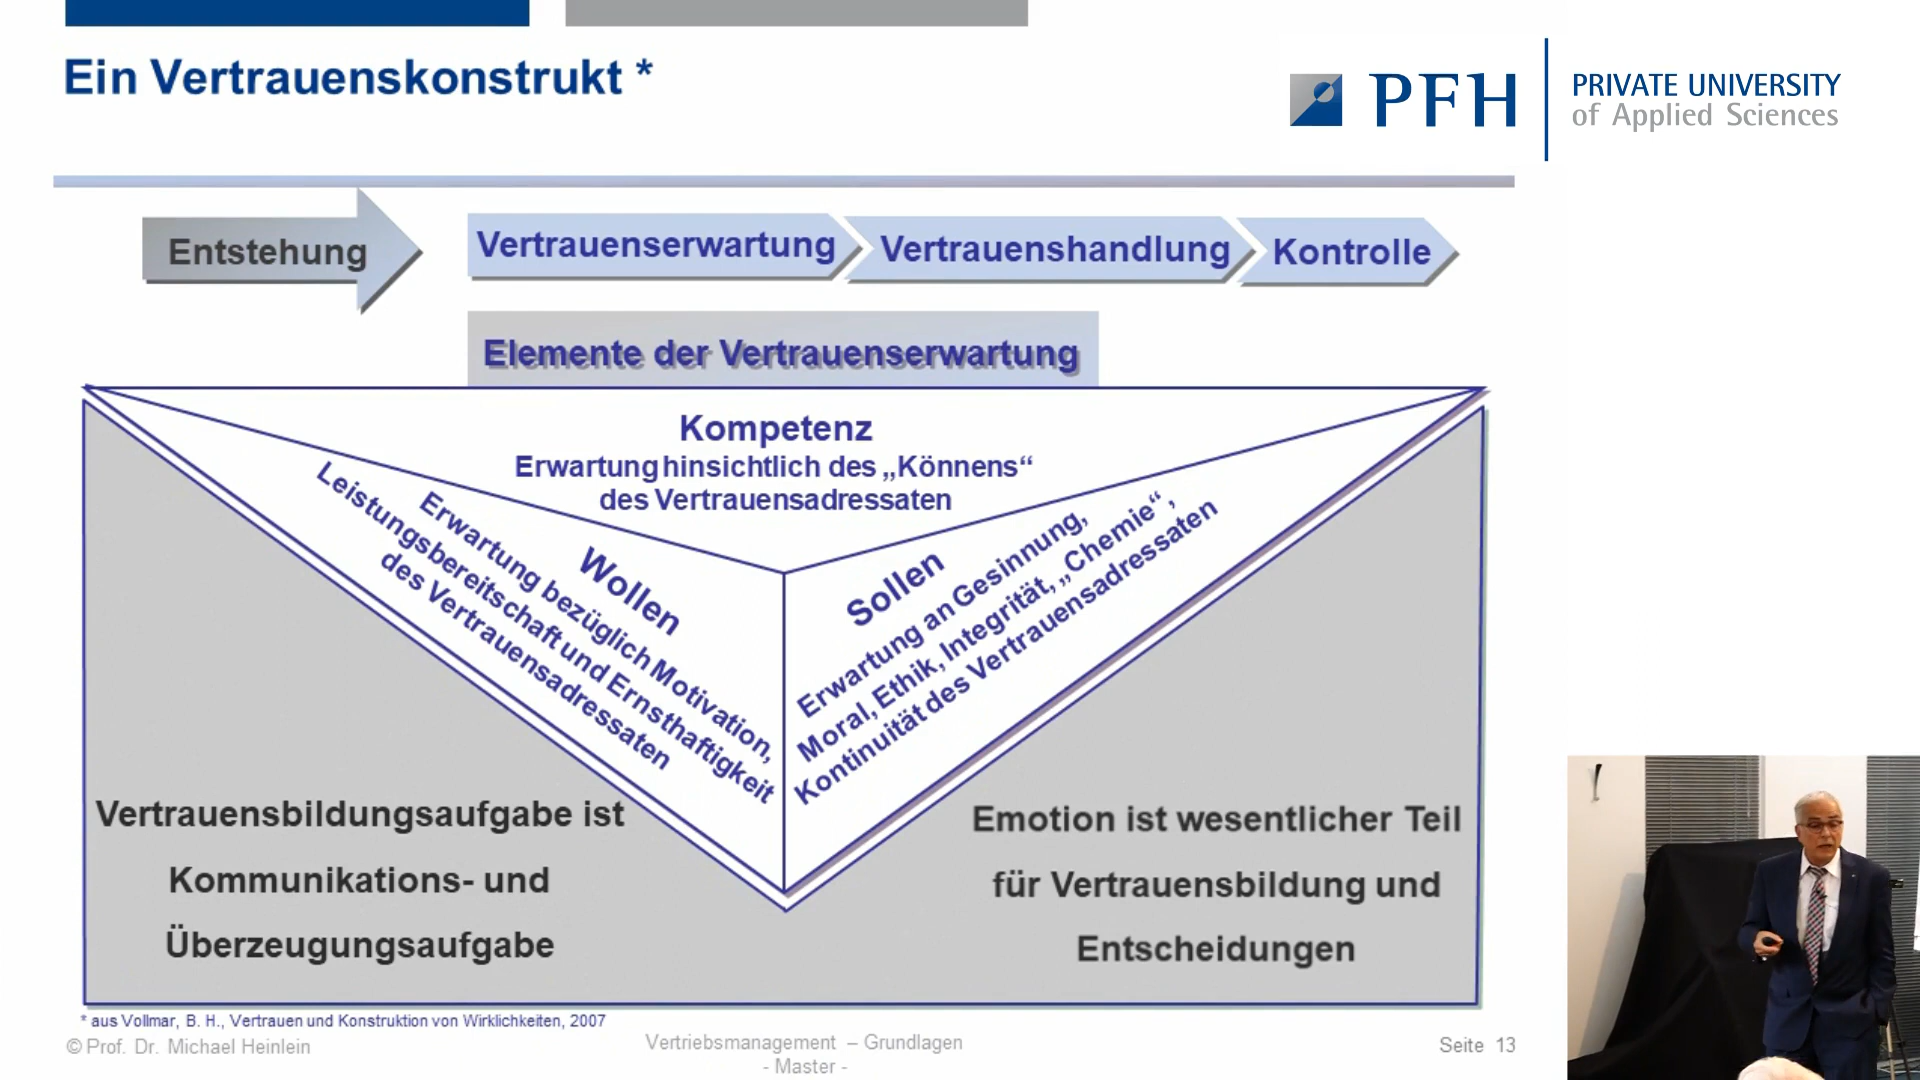 Ein Vertrauenskonstrukt *
PFH
PRIVATE UNIVERSITY
of Applied Sciences
Entstehung
Vertrauenserwartung
Vertrauenshandlung
Kontrolle
Elemente der Vertrauenserwartung
Kompetenz
Erwartung hinsichtlich des „Könnens“
des Vertrauensadressaten
Wollen
Erwartung bezüglich Motivation,
Leistungsbereitschaft und Ernsthaftigkeit
des Vertrauensadressaten
Sollen
Erwartung an Gesinnung,
Moral, Ethik, Integrität, „Chemie“,
Kontinuität des Vertrauensadressaten
Vertrauensbildungsaufgabe ist
Kommunikations- und
Überzeugungsaufgabe
Emotion ist wesentlicher Teil
für Vertrauensbildung und
Entscheidungen
* aus Vollmar, B. H., Vertrauen und Konstruktion von Wirklichkeiten, 2007
© Prof. Dr. Michael Heinlein
Vertriebsmanagement – Grundlagen
- Master -
Seite 13